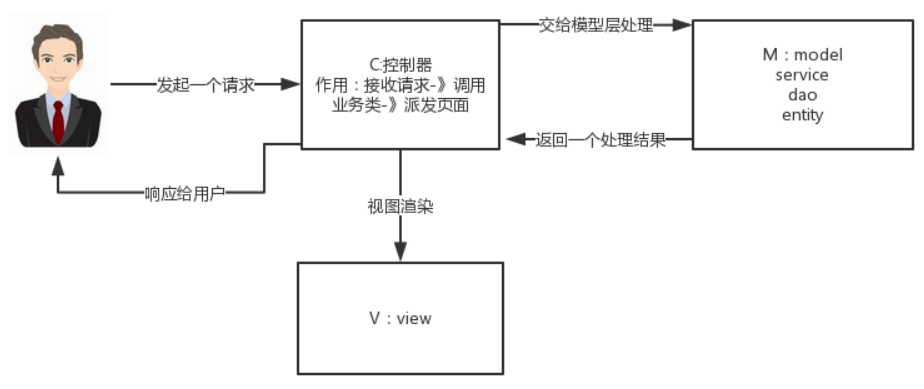 发起一个请求
C:控制器
作用：接收请求-》调用
业务类-》派发页面
交给模型层处理
M：model
service
dao
entity
返回一个处理结果
响应给用户
视图渲染
V：view